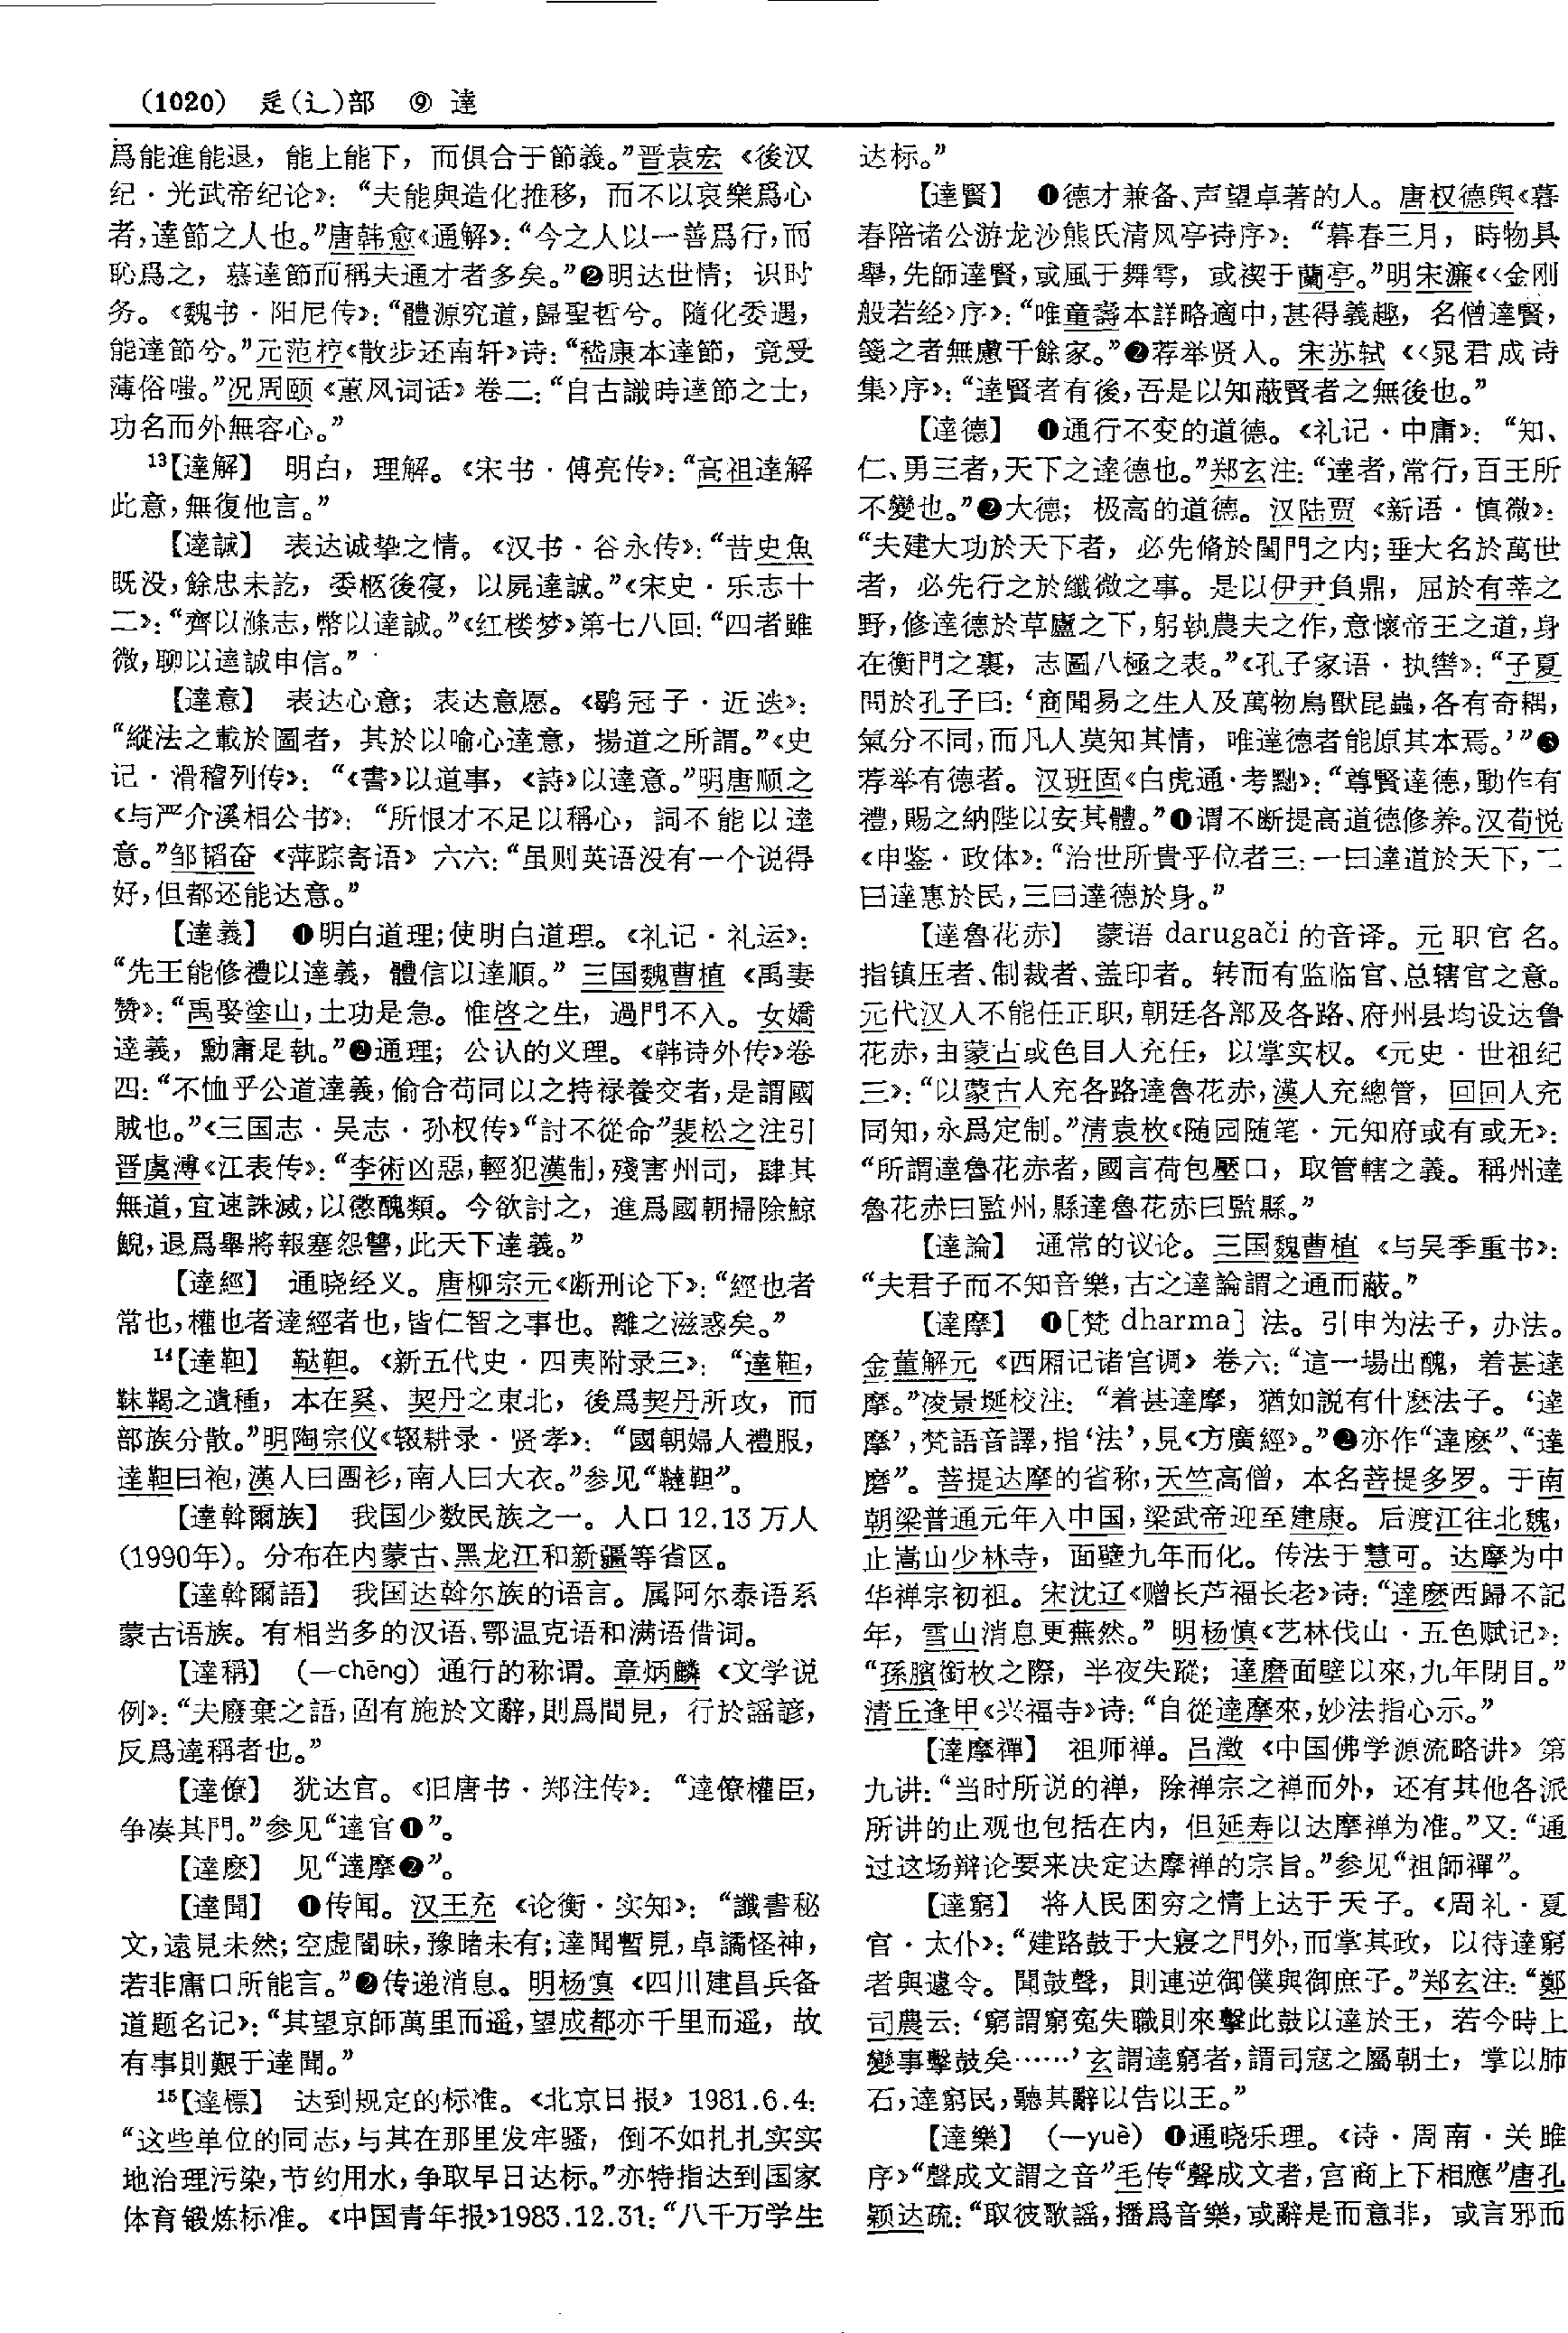 (1020) 辵(辶)部 ⑨ 達
爲能進能退，能上能下，而俱合于節義。”晋袁宏《後汉
纪·光武帝纪论》：“夫能與造化推移，而不以哀樂爲心
者，達節之人也。”唐韩愈《通解》：“今之人以一善爲行，而
恥爲之，慕達節而稱夫通才者多矣。”❷明达世情；识时
务。《魏书·阳尼传》：“體源究道，歸聖哲兮。隨化委遇，
能達節兮。”元范梈《散步还南轩》诗：“嵇康本達節，竟受
薄俗嗤。”况周颐《蕙风词话》卷二：“自古識時達節之士，
功名而外無容心。”
¹³【達解】 明白，理解。《宋书·傅亮传》：“高祖達解
此意，無復他言。”
【達誠】 表达诚挚之情。《汉书·谷永传》：“昔史魚
既没，餘忠未訖，委柩後寑，以屍達誠。”《宋史·乐志十
二》：“齊以滌志，幣以達誠。”《红楼梦》第七八回：“四者雖
微，聊以達誠申信。”
【達意】 表达心意；表达意愿。《鹖冠子·近迭》：
“縱法之載於圖者，其於以喻心達意，揚道之所謂。”《史
记·滑稽列传》：“《書》以道事，《詩》以達意。”明唐顺之
《与严介溪相公书》：“所恨才不足以稱心，詞不能以達
意。”邹韬奋《萍踪寄语》六六：“虽则英语没有一个说得
好，但都还能达意。”
【達義】 ❶明白道理；使明白道理。《礼记·礼运》：
“先王能修禮以達義，體信以達順。”三国魏曹植《禹妻
赞》：“禹娶塗山，土功是急。惟啓之生，過門不入。女嬌
達義，勳庸是執。”❷通理；公认的义理。《韩诗外传》卷
四：“不恤乎公道達義，偷合苟同以之持禄養交者，是謂國
賊也。”《三国志·吴志·孙权传》“討不從命”裴松之注引
晋虞溥《江表传》：“李術凶惡，輕犯漢制，殘害州司，肆其
無道，宜速誅滅，以懲醜類。今欲討之，進爲國朝掃除鯨
鯢，退爲舉將報塞怨讐，此天下達義。”
【達經】 通晓经义。唐柳宗元《断刑论下》：“經也者
常也，權也者達經者也，皆仁智之事也。離之滋惑矣。”
¹⁴【達靼】 鞑靼。《新五代史·四夷附录三》：“達靼，
靺鞨之遺種，本在奚、契丹之東北，後爲契丹所攻，而
部族分散。”明陶宗仪《辍耕录·贤孝》：“國朝婦人禮服，
達靼曰袍，漢人曰團衫，南人曰大衣。”参见“韃靼”。
【達斡爾族】 我国少数民族之一。人口12.13万人
（1990年）。分布在内蒙古、黑龙江和新疆等省区。
【達斡爾語】 我国达斡尔族的语言。属阿尔泰语系
蒙古语族。有相当多的汉语、鄂温克语和满语借词。
【達稱】 （—chēng）通行的称谓。章炳麟《文学说
例》：“夫廢棄之語，固有施於文辭，則爲間見，行於謡諺，
反爲達稱者也。”
【達僚】 犹达官。《旧唐书·郑注传》：“達僚權臣，
争凑其門。”参见“達官❶”。
【達麽】 见“達摩❷”。
【達聞】 ❶传闻。汉王充《论衡·实知》：“讖書秘
文，遠見未然；空虚闇昧，豫睹未有；達聞暫見，卓譎怪神，
若非庸口所能言。”❷传递消息。明杨慎《四川建昌兵备
道题名记》：“其望京師萬里而遥，望成都亦千里而遥，故
有事則艱于達聞。”
¹⁵【達標】 达到规定的标准。《北京日报》1981.6.4：
“这些单位的同志，与其在那里发牢骚，倒不如扎扎实实
地治理污染，节约用水，争取早日达标。”亦特指达到国家
体育锻炼标准。《中国青年报》1983.12.31：“八千万学生
达标。”
【達賢】 ❶德才兼备、声望卓著的人。唐权德舆《暮
春陪诸公游龙沙熊氏清风亭诗序》：“暮春三月，時物具
舉，先師達賢，或風于舞雩，或禊于蘭亭。”明宋濂《〈金刚
般若经〉序》：“唯童壽本詳略適中，甚得義趣，名僧達賢，
箋之者無慮千餘家。”❷荐举贤人。宋苏轼《〈晁君成诗
集〉序》：“達賢者有後，吾是以知蔽賢者之無後也。”
【達德】 ❶通行不变的道德。《礼记·中庸》：“知、
仁、勇三者，天下之達德也。”郑玄注：“達者，常行，百王所
不變也。”❷大德；极高的道德。汉陆贾《新语·慎微》：
“夫建大功於天下者，必先脩於閨門之内；垂大名於萬世
者，必先行之於纖微之事。是以伊尹負鼎，屈於有莘之
野，修達德於草廬之下，躬執農夫之作，意懷帝王之道，身
在衡門之裏，志圖八極之表。”《孔子家语·执辔》：“子夏
問於孔子曰：‘商聞易之生人及萬物鳥獸昆蟲，各有奇耦，
氣分不同，而凡人莫知其情，唯達德者能原其本焉。’”❸
荐举有德者。汉班固《白虎通·考黜》：“尊賢達德，動作有
禮，賜之納陛以安其體。”❹谓不断提高道德修养。汉荀悦
《申鉴·政体》：“治世所貴乎位者三：一曰達道於天下，二
曰達惠於民，三曰達德於身。”
【達魯花赤】 蒙语 darugači 的音译。元职官名。
指镇压者、制裁者、盖印者。转而有监临官、总辖官之意。
元代汉人不能任正职，朝廷各部及各路、府州县均设达鲁
花赤，由蒙古或色目人充任，以掌实权。《元史·世祖纪
三》：“以蒙古人充各路達魯花赤，漢人充總管，回回人充
同知，永爲定制。”清袁枚《随园随笔·元知府或有或无》：
“所謂達魯花赤者，國言荷包壓口，取管轄之義。稱州達
魯花赤曰監州，縣達魯花赤曰監縣。”
【達論】 通常的议论。三国魏曹植《与吴季重书》：
“夫君子而不知音樂，古之達論謂之通而蔽。”
【達摩】 ❶［梵 dharma］法。引申为法子，办法。
金董解元《西厢记诸宫调》卷六：“這一場出醜，着甚達
摩。”凌景埏校注：“着甚達摩，猶如説有什麽法子。‘達
摩’，梵語音譯，指‘法’，見《方廣經》。”❷亦作“達麽”、“達
磨”。菩提达摩的省称，天竺高僧，本名菩提多罗。于南
朝梁普通元年入中国，梁武帝迎至建康。后渡江往北魏，
止嵩山少林寺，面壁九年而化。传法于慧可。达摩为中
华禅宗初祖。宋沈辽《赠长芦福长老》诗：“達麽西歸不記
年，雪山消息更蕪然。”明杨慎《艺林伐山·五色赋记》：
“孫臏銜枚之際，半夜失蹤；達磨面壁以來，九年閉目。”
清丘逢甲《兴福寺》诗：“自從達摩來，妙法指心示。”
【達摩禪】 祖师禅。吕澂《中国佛学源流略讲》第
九讲：“当时所说的禅，除禅宗之禅而外，还有其他各派
所讲的止观也包括在内，但延寿以达摩禅为准。”又：“通
过这场辩论要来决定达摩禅的宗旨。”参见“祖師禪”。
【達窮】 将人民困穷之情上达于天子。《周礼·夏
官·太仆》：“建路鼓于大寢之門外，而掌其政，以待達窮
者與遽令。聞鼓聲，則速逆御僕與御庶子。”郑玄注：“鄭
司農云：‘窮謂窮寃失職則來擊此鼓以達於王，若今時上
變事擊鼓矣……’玄謂達窮者，謂司寇之屬朝士，掌以肺
石，達窮民，聽其辭以告以王。”
【達樂】 （—yuè）❶通晓乐理。《诗·周南·关雎
序》“聲成文謂之音”毛传“聲成文者，宫商上下相應”唐孔
颖达疏：“取彼歌謡，播爲音樂，或辭是而意非，或言邪而